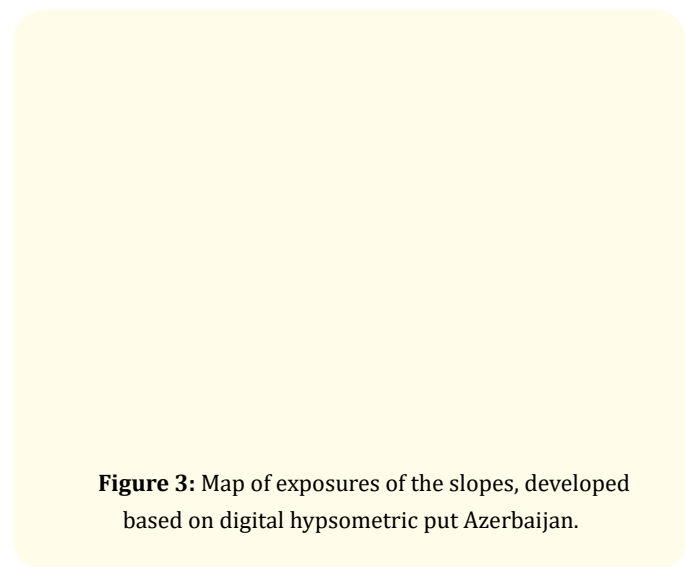 Figure 3: Map of exposures of the slopes, developed
based on digital hypsometric put Azerbaijan.